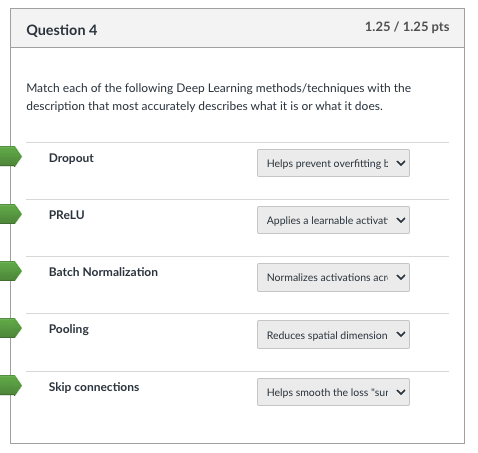 Question 4
1.25 / 1.25 pts
Match each of the following Deep Learning methods/techniques with the
description that most accurately describes what it is or what it does.
Dropout
Helps prevent overfitting b
PReLU
Applies a learnable activat
Batch Normalization
Normalizes activations acr
Pooling
Reduces spatial dimension
Skip connections
Helps smooth the loss "sur